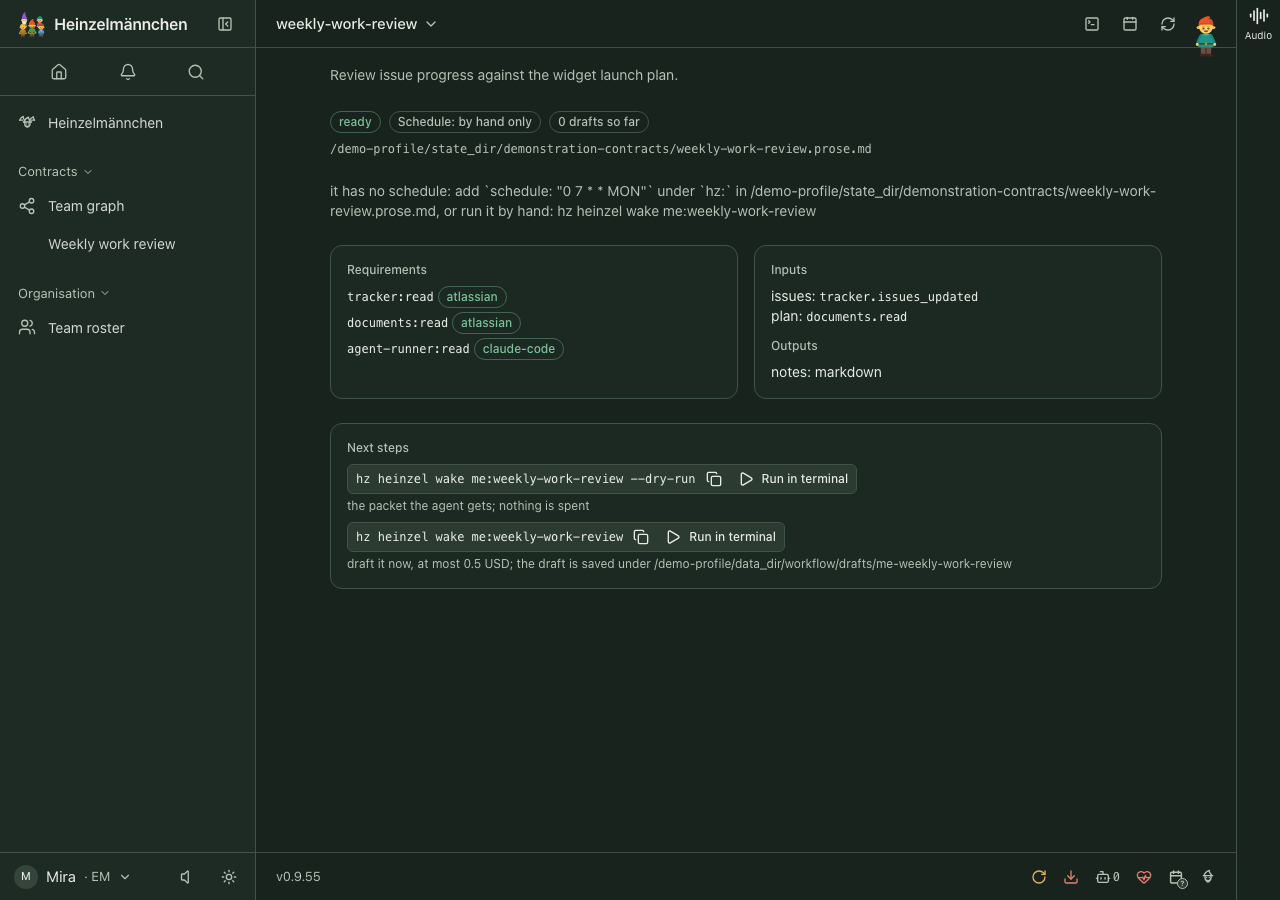 Heinzelmännchen
weekly-work-review
Audio
Heinzelmännchen
Contracts
Team graph
Weekly work review
Organisation
Team roster
Review issue progress against the widget launch plan.
ready
Schedule: by hand only
0 drafts so far
/demo-profile/state_dir/demonstration-contracts/weekly-work-review.prose.md
it has no schedule: add `schedule: "0 7 * * MON"` under `hz:` in /demo-profile/state_dir/demonstration-contracts/weekly-work-
review.prose.md, or run it by hand: hz heinzel wake me:weekly-work-review
Requirements
tracker:read atlassian
documents:read atlassian
agent-runner:read claude-code
Inputs
issues: tracker.issues_updated
plan: documents.read
Outputs
notes: markdown
Next steps
hz heinzel wake me:weekly-work-review --dry-run Run in terminal
the packet the agent gets; nothing is spent
hz heinzel wake me:weekly-work-review Run in terminal
draft it now, at most 0.5 USD; the draft is saved under /demo-profile/data_dir/workflow/drafts/me-weekly-work-review
M Mira · EM
v0.9.55
0
?